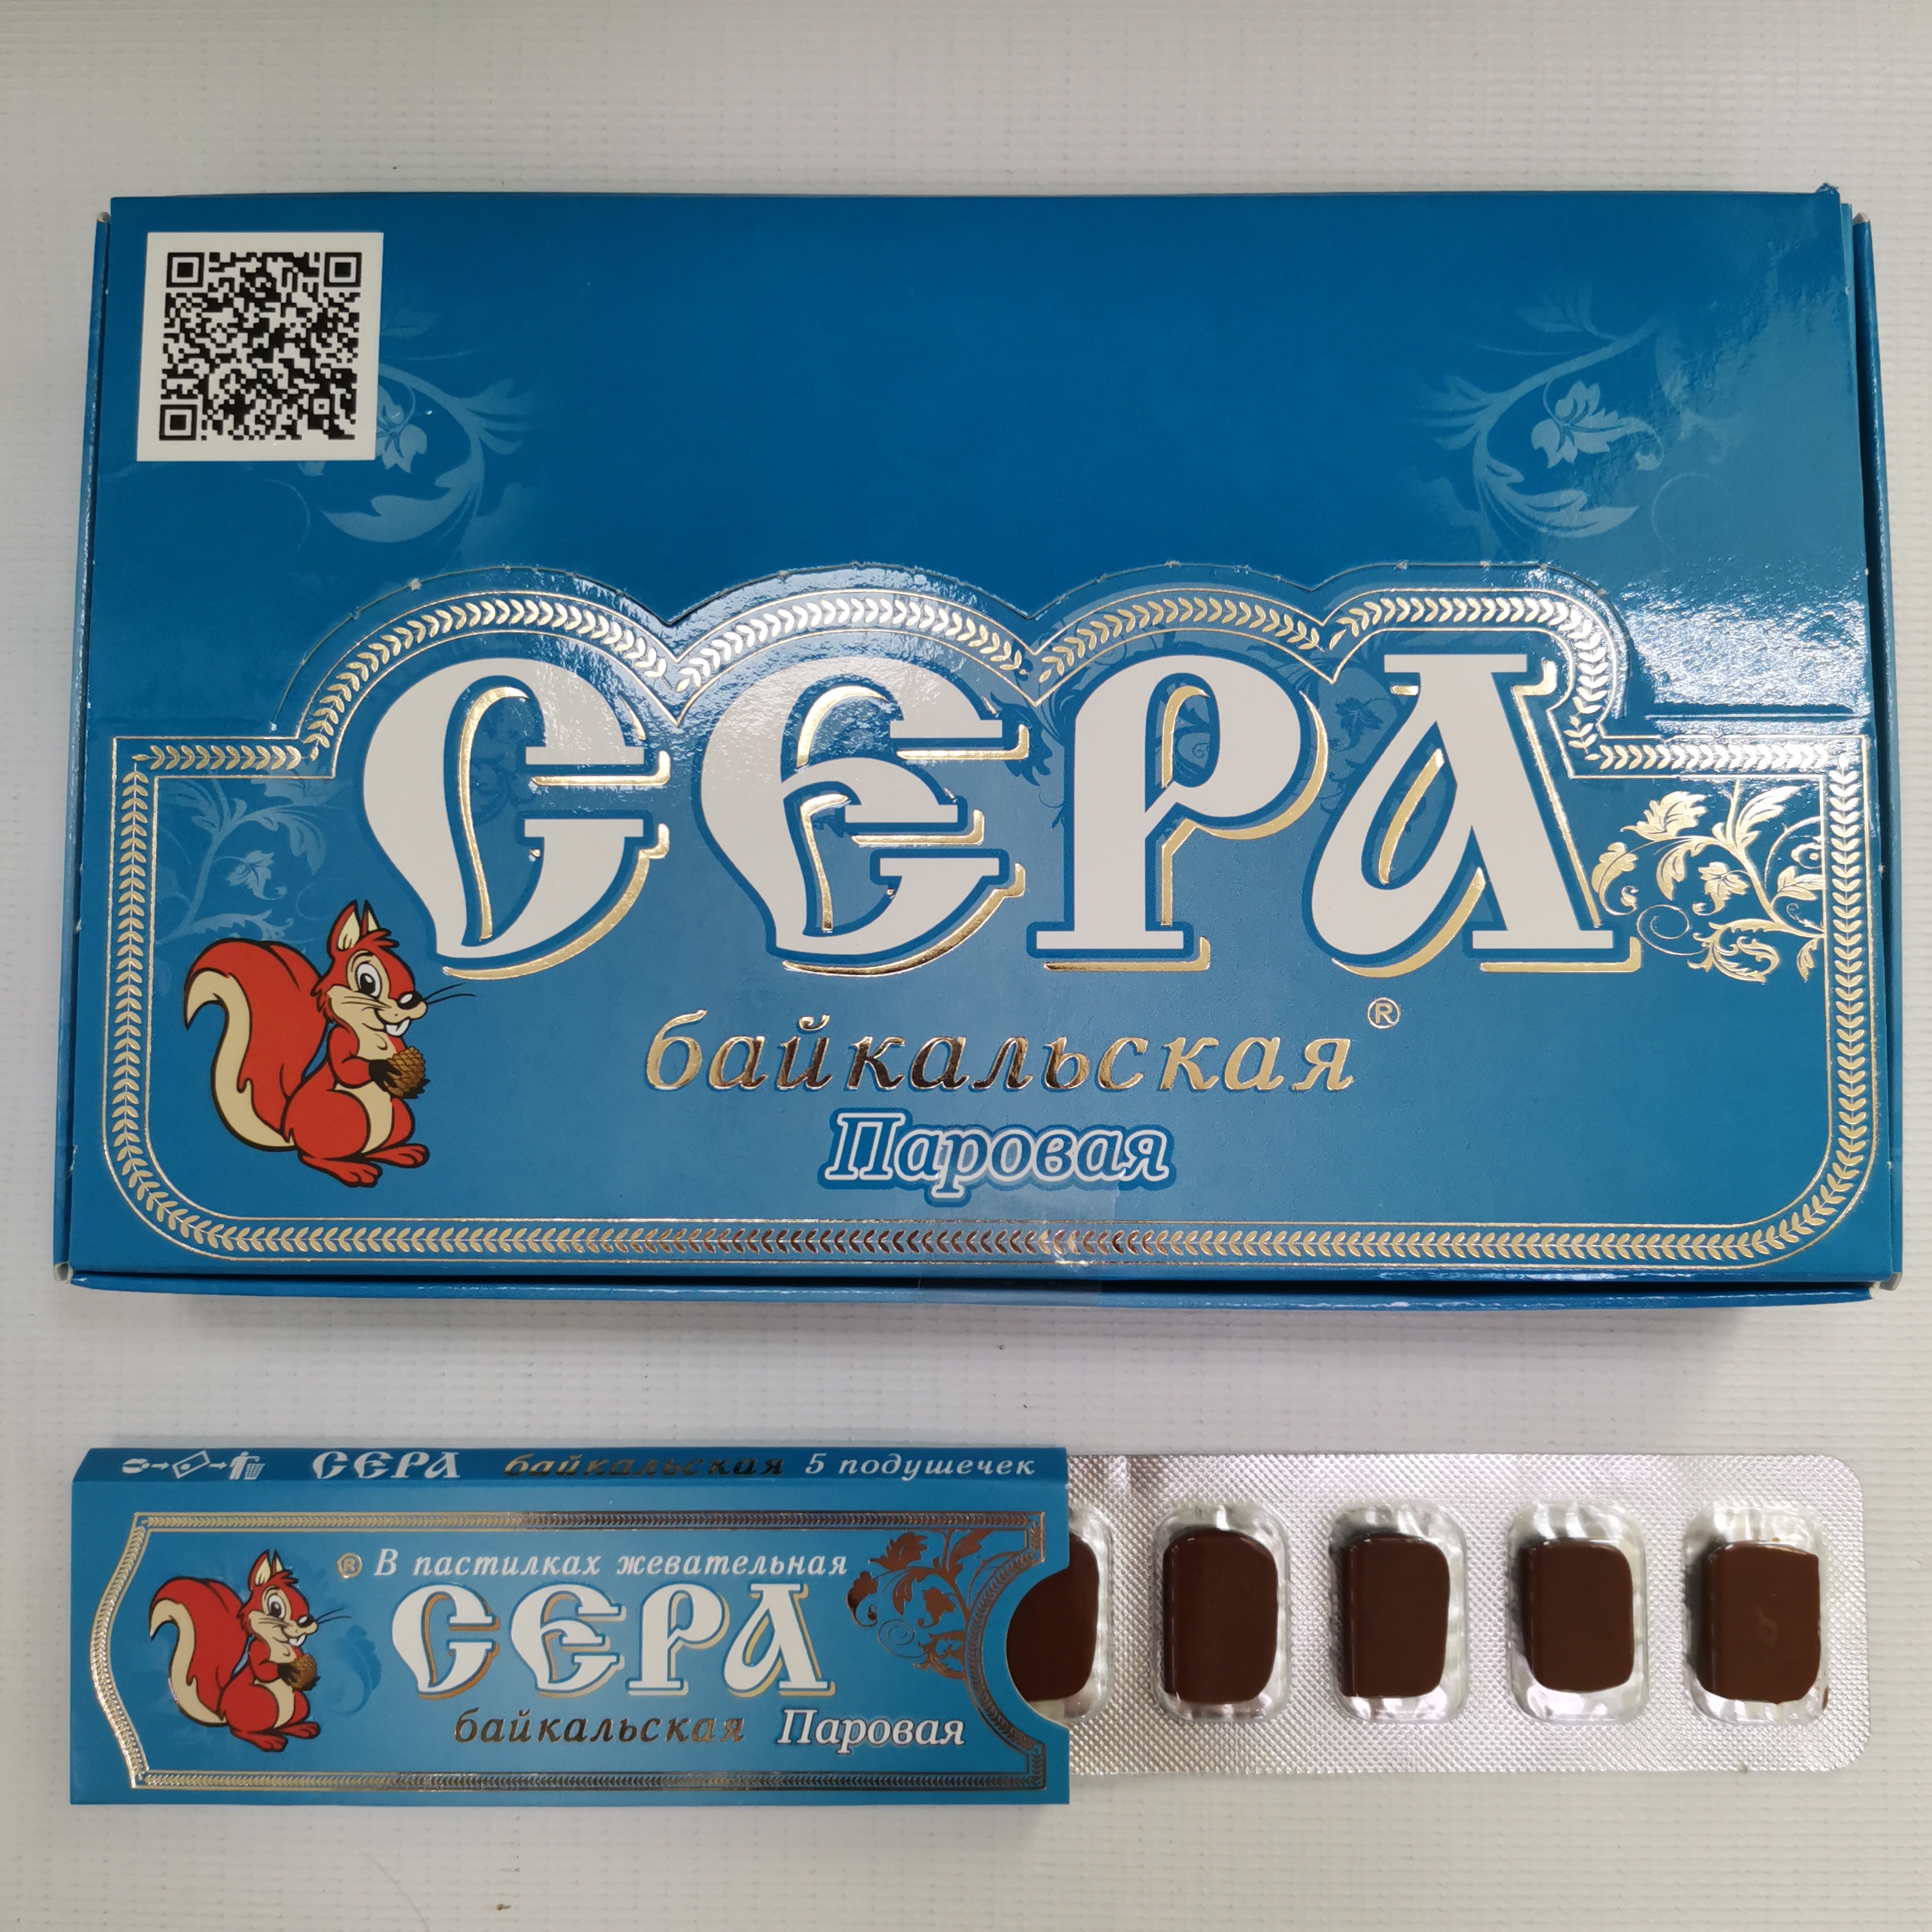 СЕРА
байкальская ®
Паровая
СЕРА байкальская 5 подушечек
® В пастилках жевательная
СЕРА
байкальская Паровая